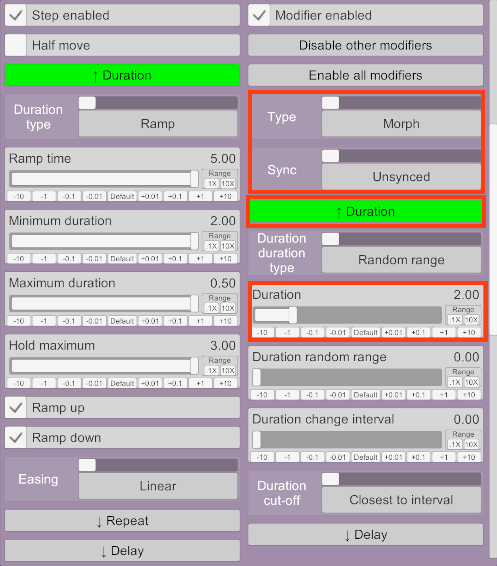 Step enabled
Half move
↑ Duration
Duration
type
Ramp
Ramp time 5.00
Range
.1X 10X
-10 -1 -0.1 -0.01 Default +0.01 +0.1 +1 +10
Minimum duration 2.00
Range
.1X 10X
-10 -1 -0.1 -0.01 Default +0.01 +0.1 +1 +10
Maximum duration 0.50
Range
.1X 10X
-10 -1 -0.1 -0.01 Default +0.01 +0.1 +1 +10
Hold maximum 3.00
Range
.1X 10X
-10 -1 -0.1 -0.01 Default +0.01 +0.1 +1 +10
Ramp up
Ramp down
Easing
Linear
↓ Repeat
↓ Delay
Modifier enabled
Disable other modifiers
Enable all modifiers
Type
Morph
Sync
Unsynced
↑ Duration
Duration
duration
type
Random range
Duration 2.00
Range
.1X 10X
-10 -1 -0.1 -0.01 Default +0.01 +0.1 +1 +10
Duration random range 0.00
Range
.1X 10X
-10 -1 -0.1 -0.01 Default +0.01 +0.1 +1 +10
Duration change interval 0.00
Range
.1X 10X
-10 -1 -0.1 -0.01 Default +0.01 +0.1 +1 +10
Duration
cut-off
Closest to interval
↓ Delay